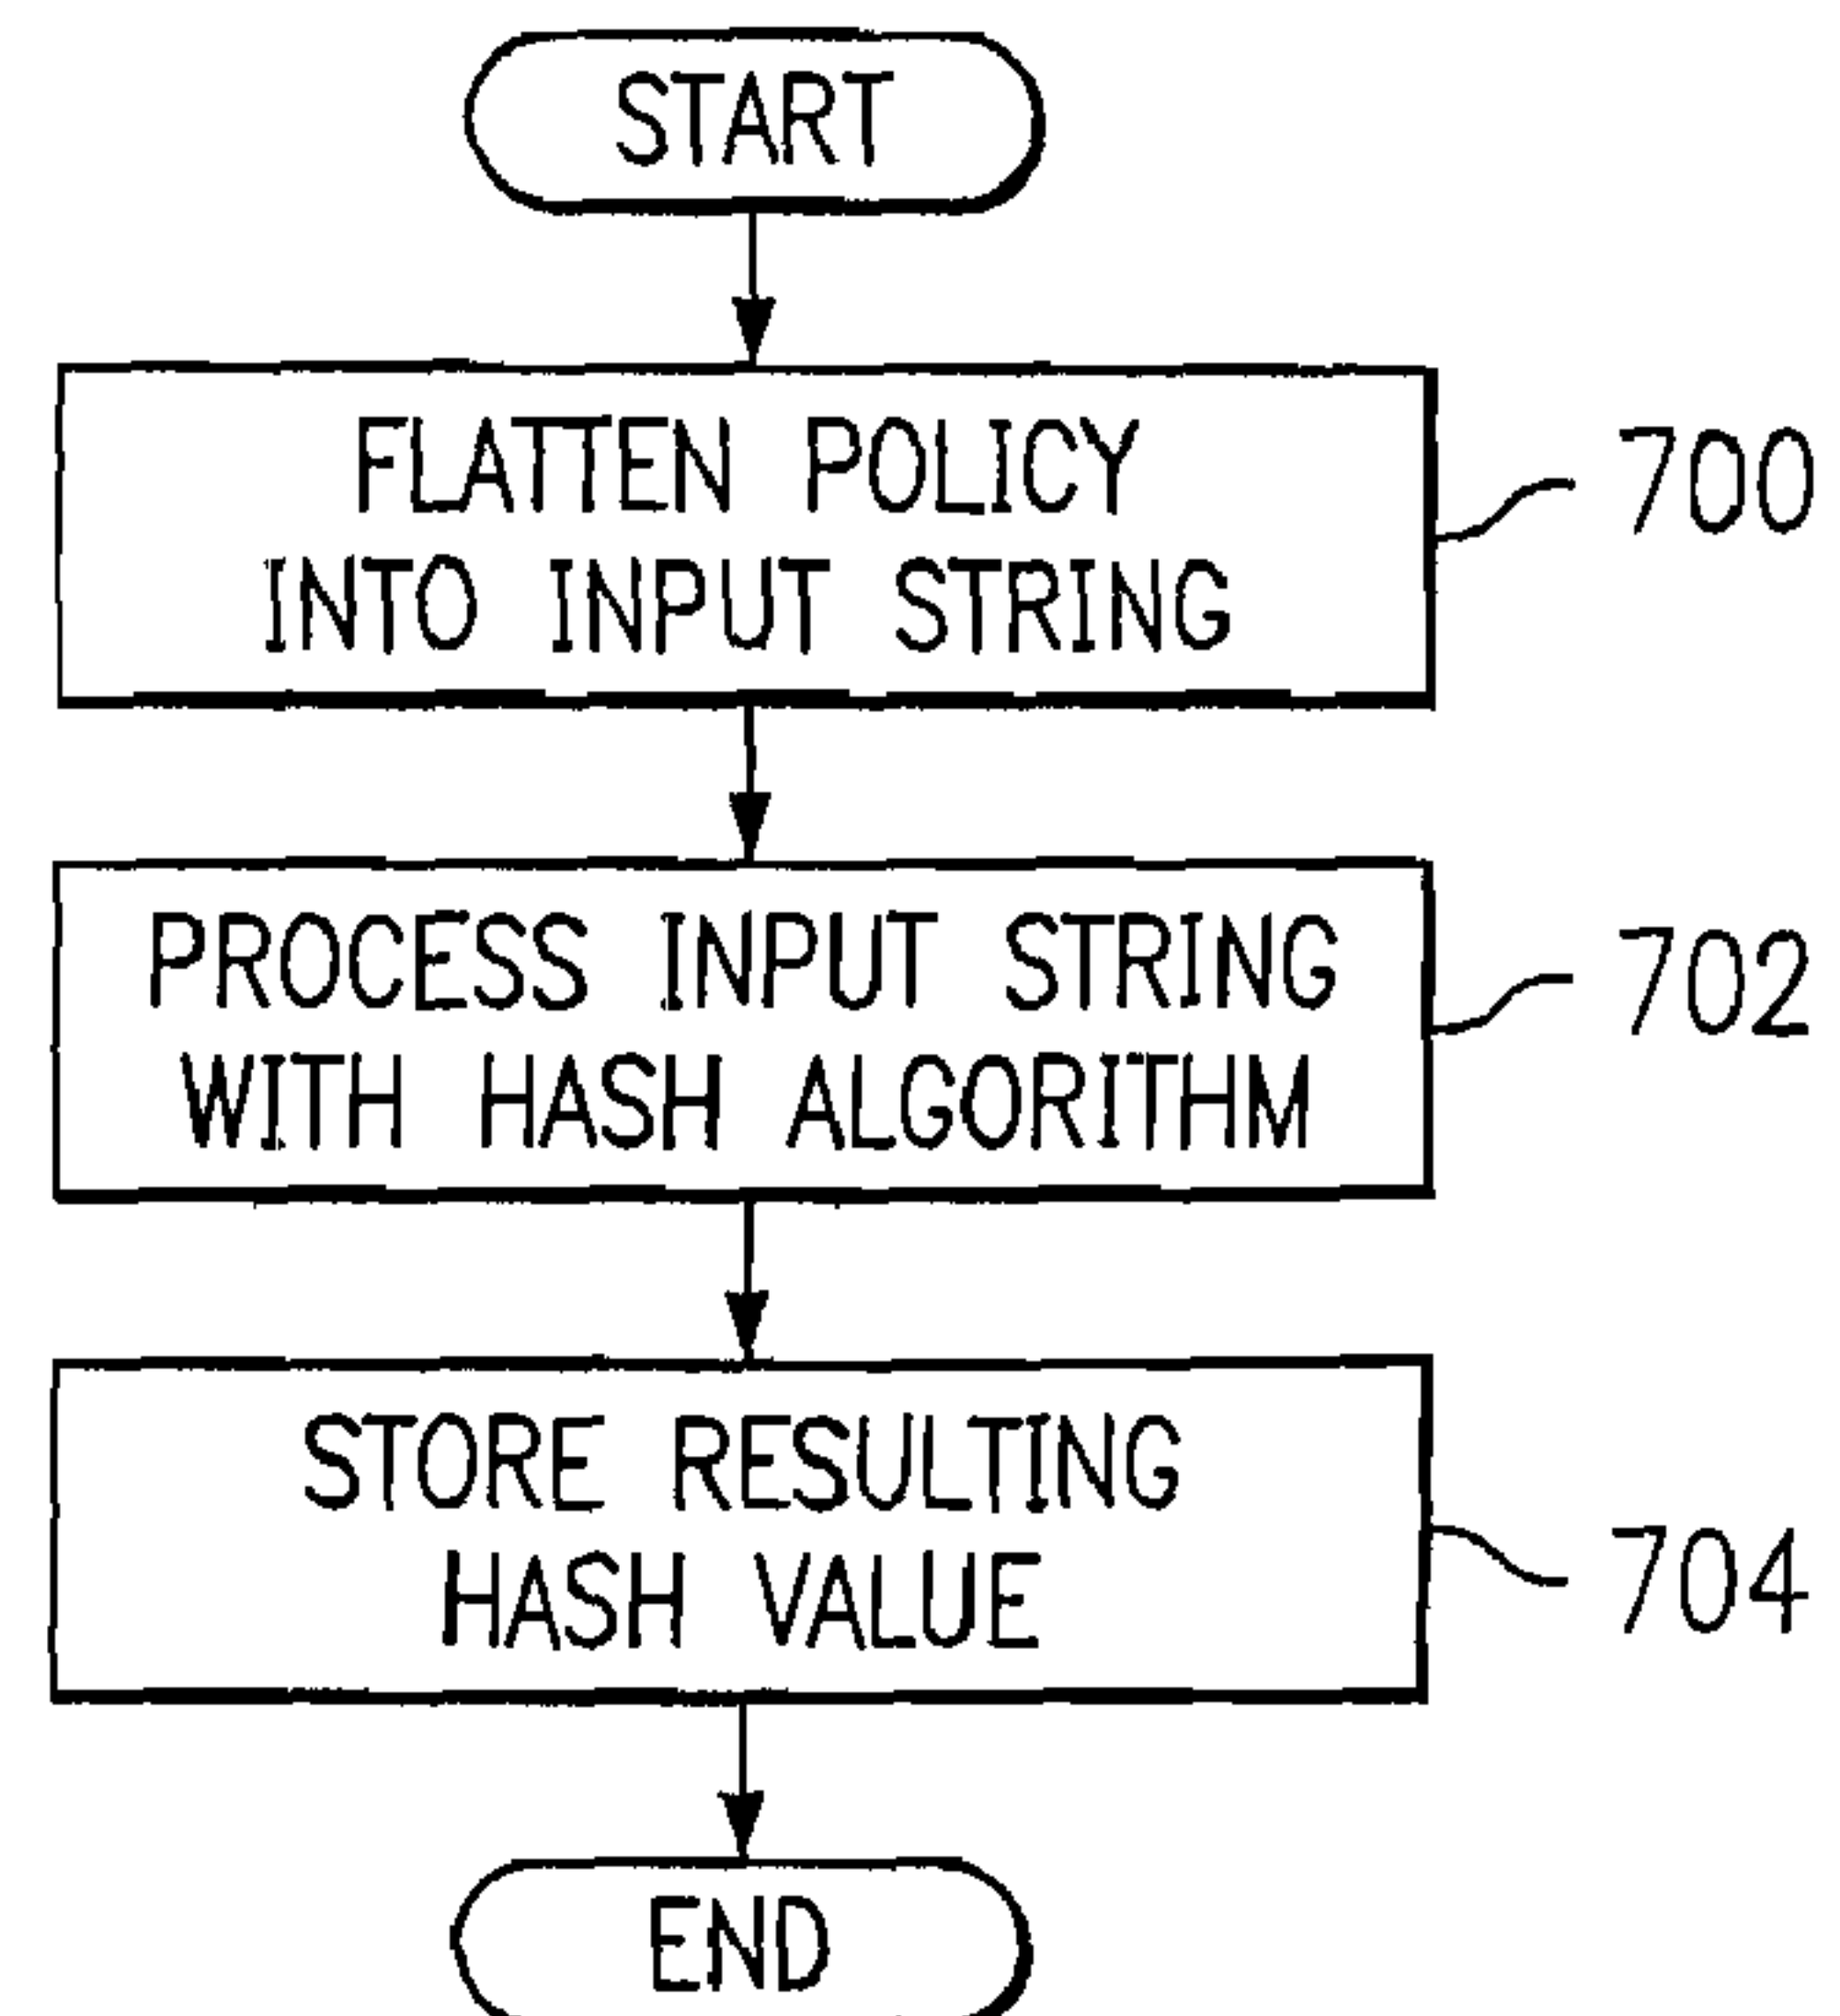 START
FLATTEN POLICY
INTO INPUT STRING
700
PROCESS INPUT STRING
WITH HASH ALGORITHM
702
STORE RESULTING
HASH VALUE
704
END